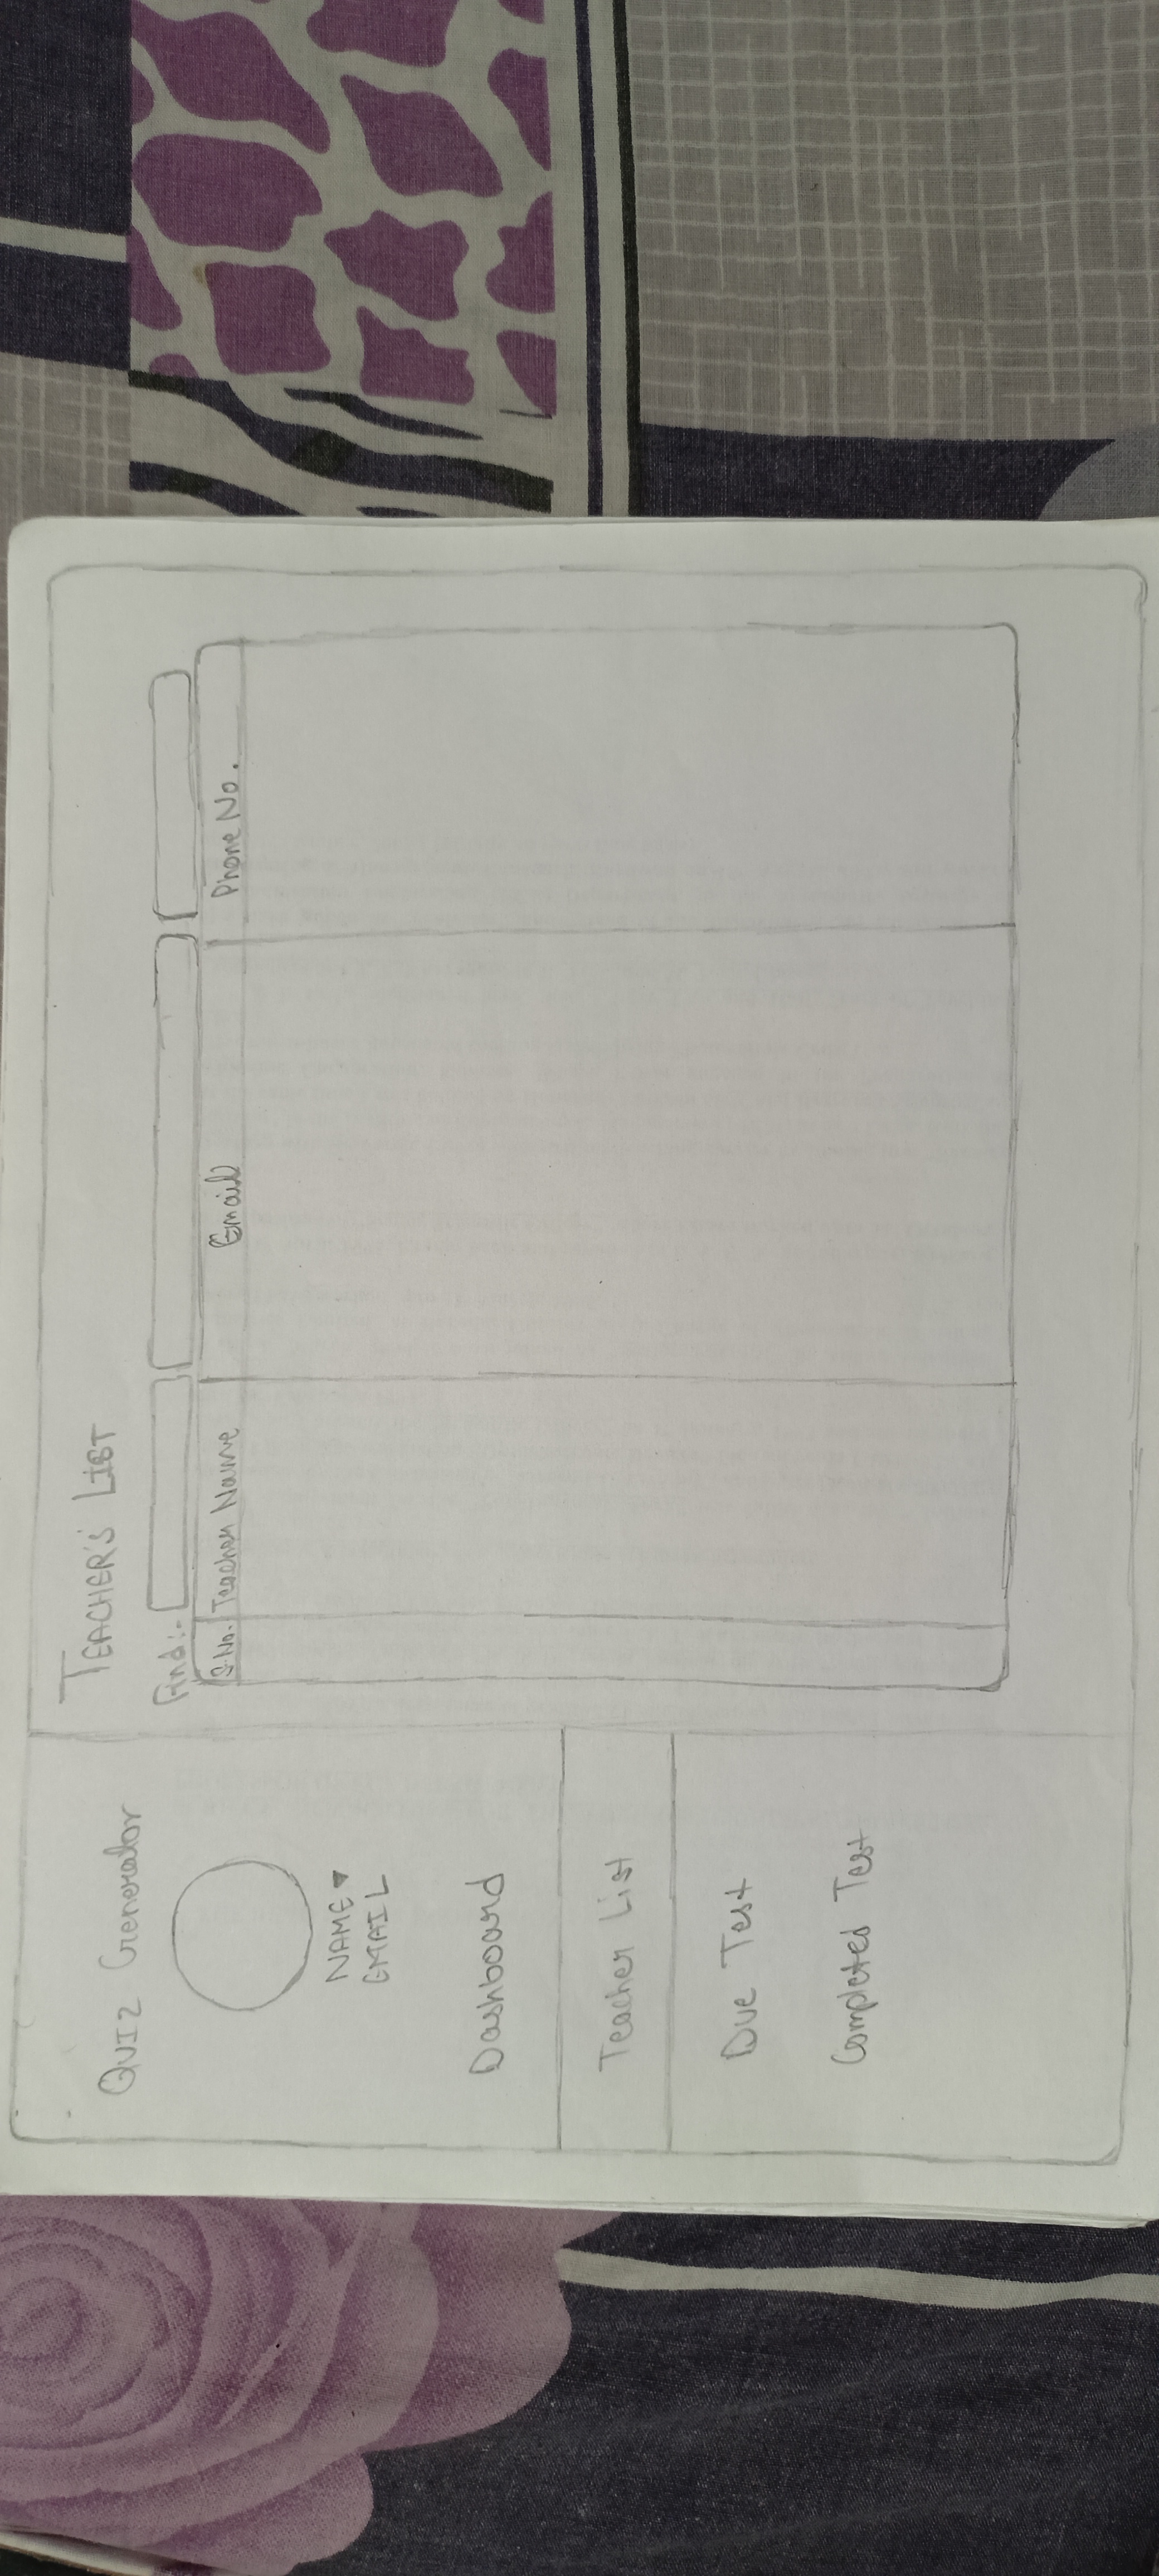 QUIZ Generator
NAME ▾
GMAIL
Dashboard
Teacher List
Due Test
Completed Test
TEACHER'S LIST
Find:-
S.No. Teacher Name Email Phone No.